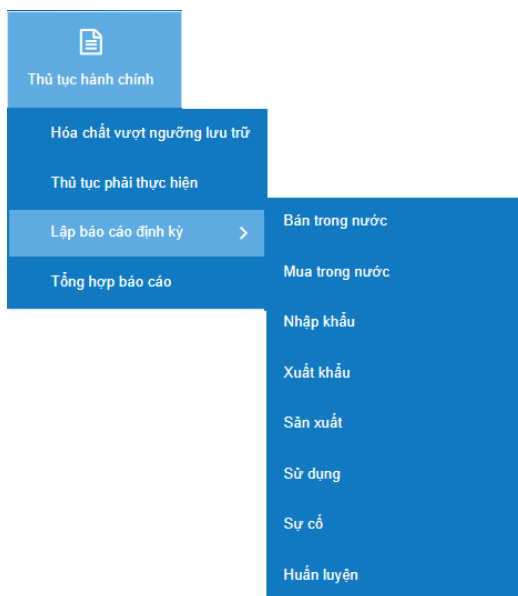 Thủ tục hành chính
Hóa chất vượt ngưỡng lưu trữ
Thủ tục phải thực hiện
Lập báo cáo định kỳ
Tổng hợp báo cáo
Bán trong nước
Mua trong nước
Nhập khẩu
Xuất khẩu
Sản xuất
Sử dụng
Sự cố
Huấn luyện